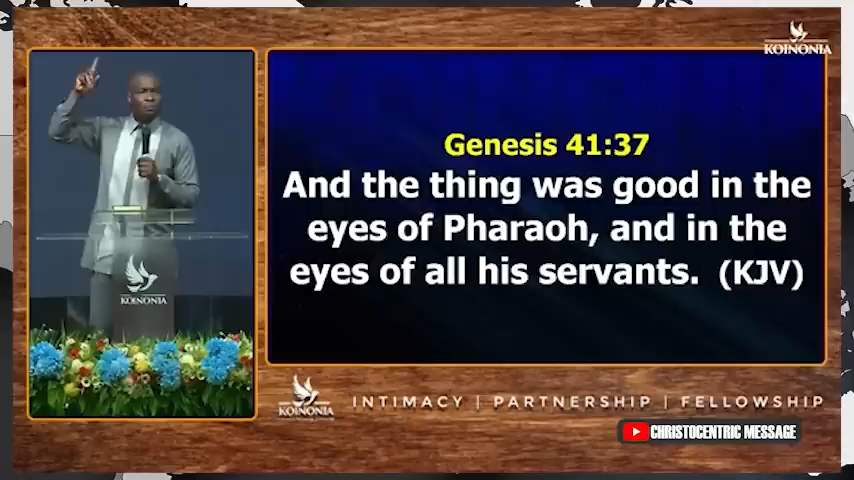 KOINONIA
Genesis 41:37
And the thing was good in the
eyes of Pharaoh, and in the
eyes of all his servants. (KJV)
KOINONIA
KOINONIA
INTIMACY | PARTNERSHIP | FELLOWSHIP
CHRISTOCENTRIC MESSAGE